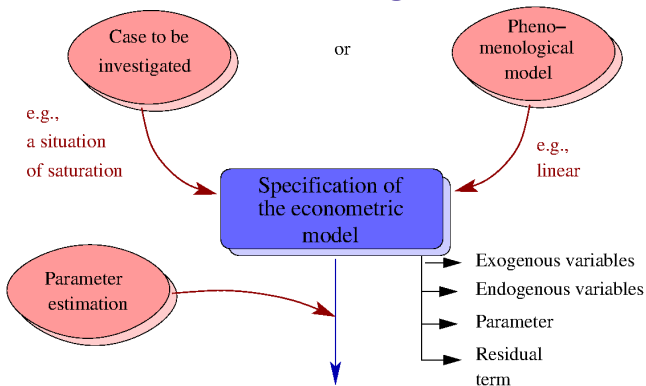 Case to be
investigated
or
Pheno–
menological
model
e.g.,
a situation
of saturation
e.g.,
linear
Specification of
the econometric
model
Parameter
estimation
Exogenous variables
Endogenous variables
Parameter
Residual
term